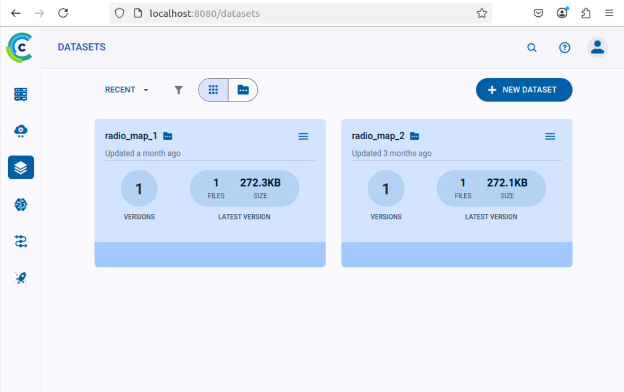 localhost:8080/datasets
DATASETS
RECENT
NEW DATASET
radio_map_1
Updated a month ago
1
VERSIONS
1
FILES
272.3KB
SIZE
LATEST VERSION
radio_map_2
Updated 3 months ago
1
VERSIONS
1
FILES
272.1KB
SIZE
LATEST VERSION